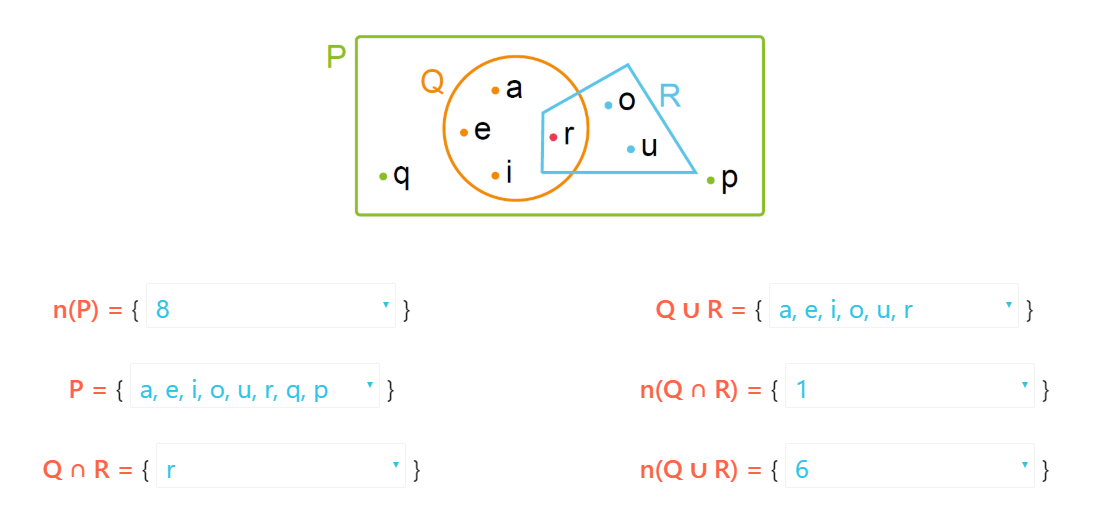 P
Q
a
o
R
e
r
u
i
q
p
n(P) = { 8 }
Q ∪ R = { a, e, i, o, u, r }
P = { a, e, i, o, u, r, q, p }
n(Q ∩ R) = { 1 }
Q ∩ R = { r }
n(Q ∪ R) = { 6 }